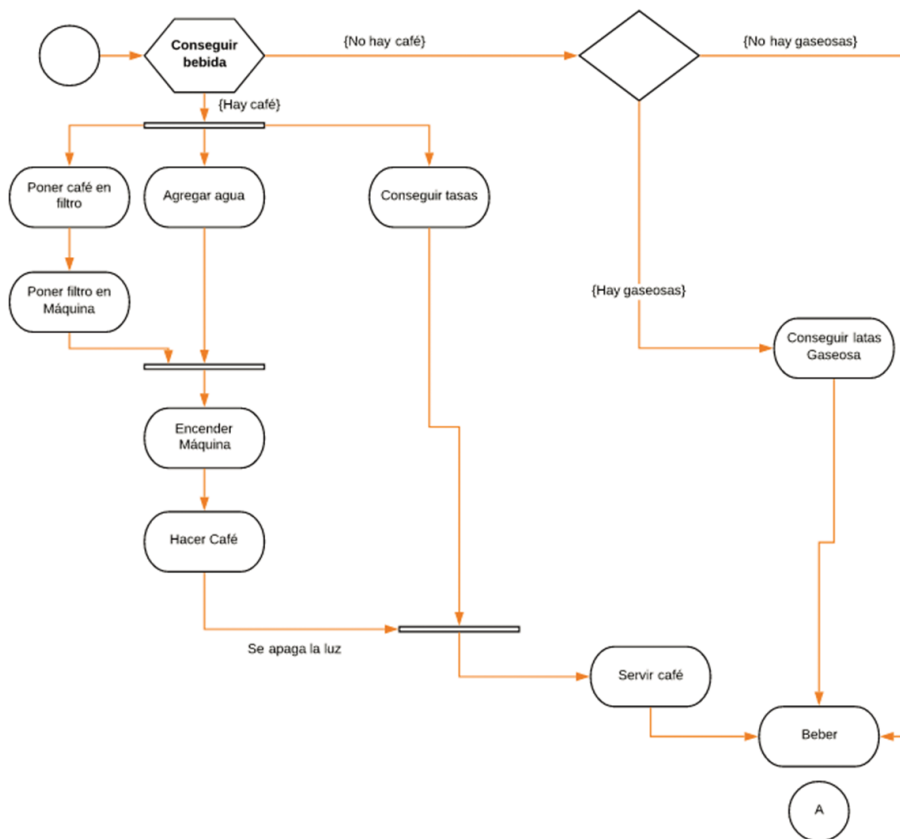 Conseguir
bebida
{No hay café}
{No hay gaseosas}
{Hay café}
Poner café en
filtro
Agregar agua
Conseguir tasas
Poner filtro en
Máquina
{Hay gaseosas}
Conseguir latas
Gaseosa
Encender
Máquina
Hacer Café
Se apaga la luz
Servir café
Beber
A